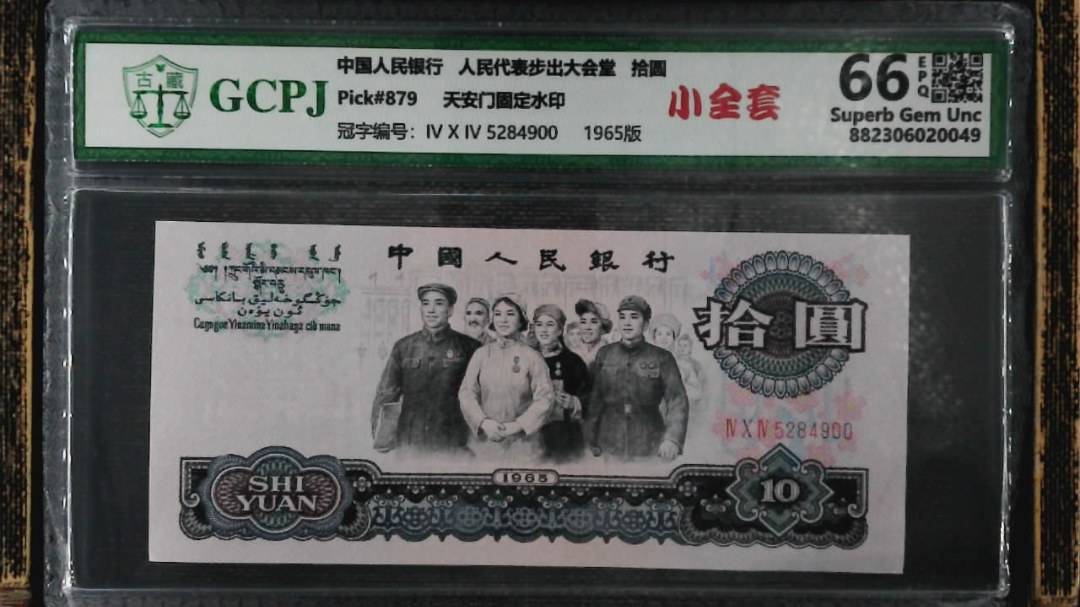 古藏
GCPJ
中国人民银行 人民代表步出大会堂 拾圆
Pick#879 天安门固定水印
冠字编号：IV X IV 5284900 1965版
小全套
66 EPQ
Superb Gem Unc
882306020049
中國人民銀行
拾圓
ⅣⅩⅣ5284900
1965
SHI
YUAN
10